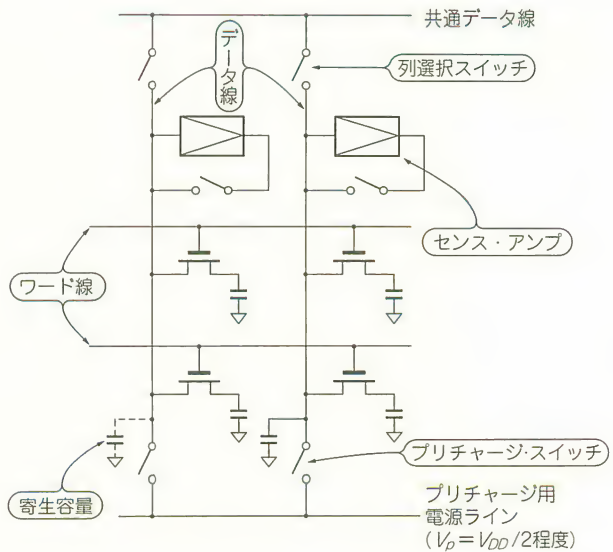 共通データ線
データ線
列選択スイッチ
センス・アンプ
ワード線
プリチャージ・スイッチ
寄生容量
プリチャージ用
電源ライン
(Vp=VDD/2程度)